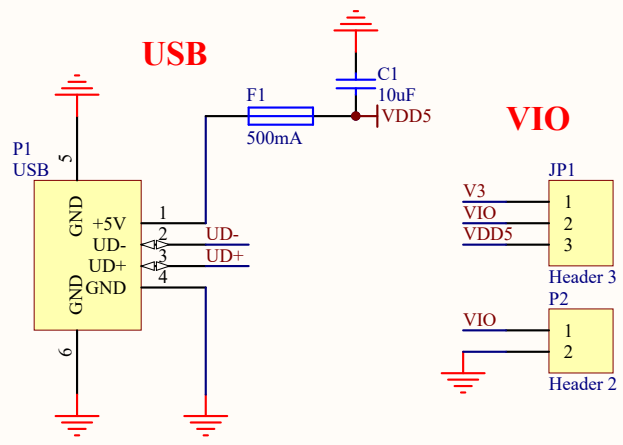 USB
C1
10uF
F1
500mA
VDD5
VIO
P1
USB
5
GND
+5V
1
UD-
2
UD-
UD+
3
UD+
GND
GND
4
6
JP1
V3
1
VIO
2
VDD5
3
Header 3
P2
VIO
1
2
Header 2